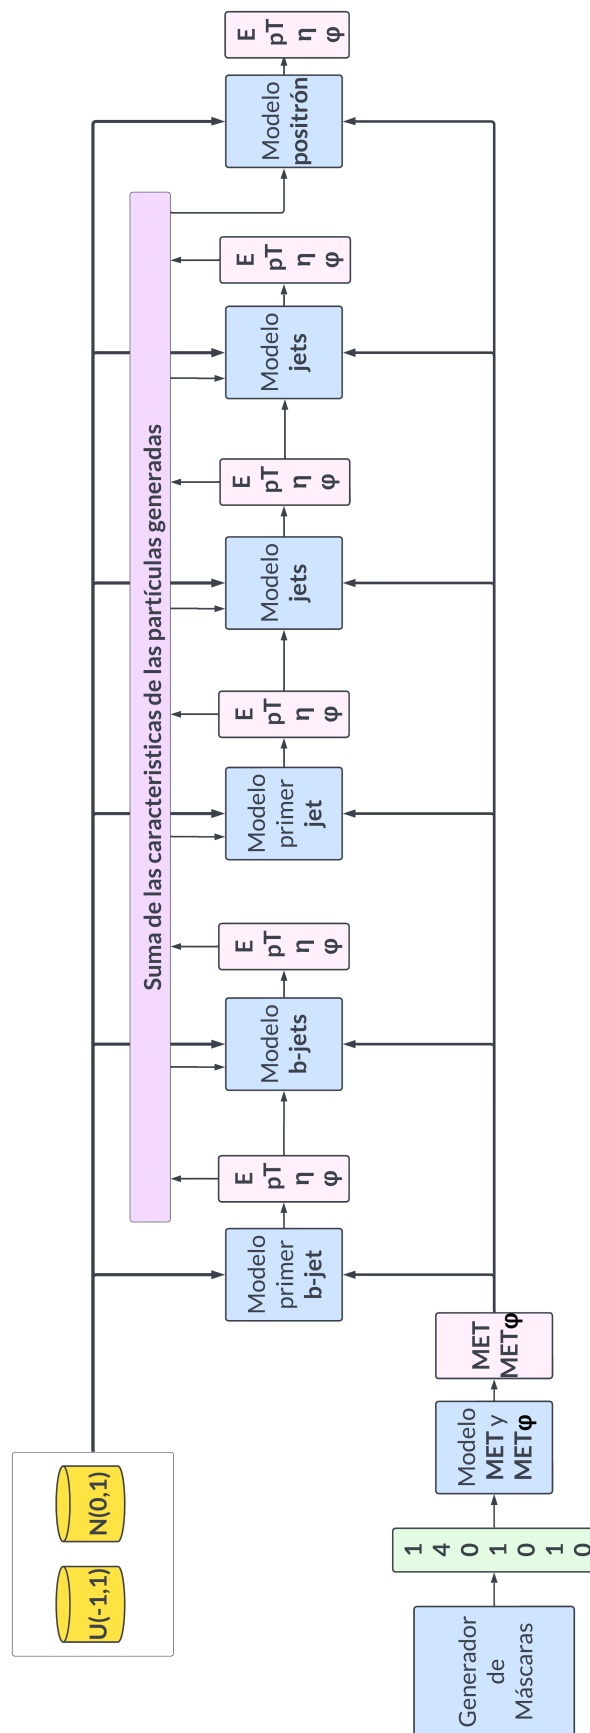 U(-1,1)
N(0,1)
Suma de las caracteristicas de las partículas generadas
Modelo
primer
b-jet
E
pT
η
φ
Modelo
b-jets
E
pT
η
φ
Modelo
primer
jet
E
pT
η
φ
Modelo
jets
E
pT
η
φ
Modelo
jets
E
pT
η
φ
Modelo
positrón
E
pT
η
φ
Generador
de
Máscaras
1
4
0
1
0
1
0
Modelo
MET y
METφ
MET
METφ